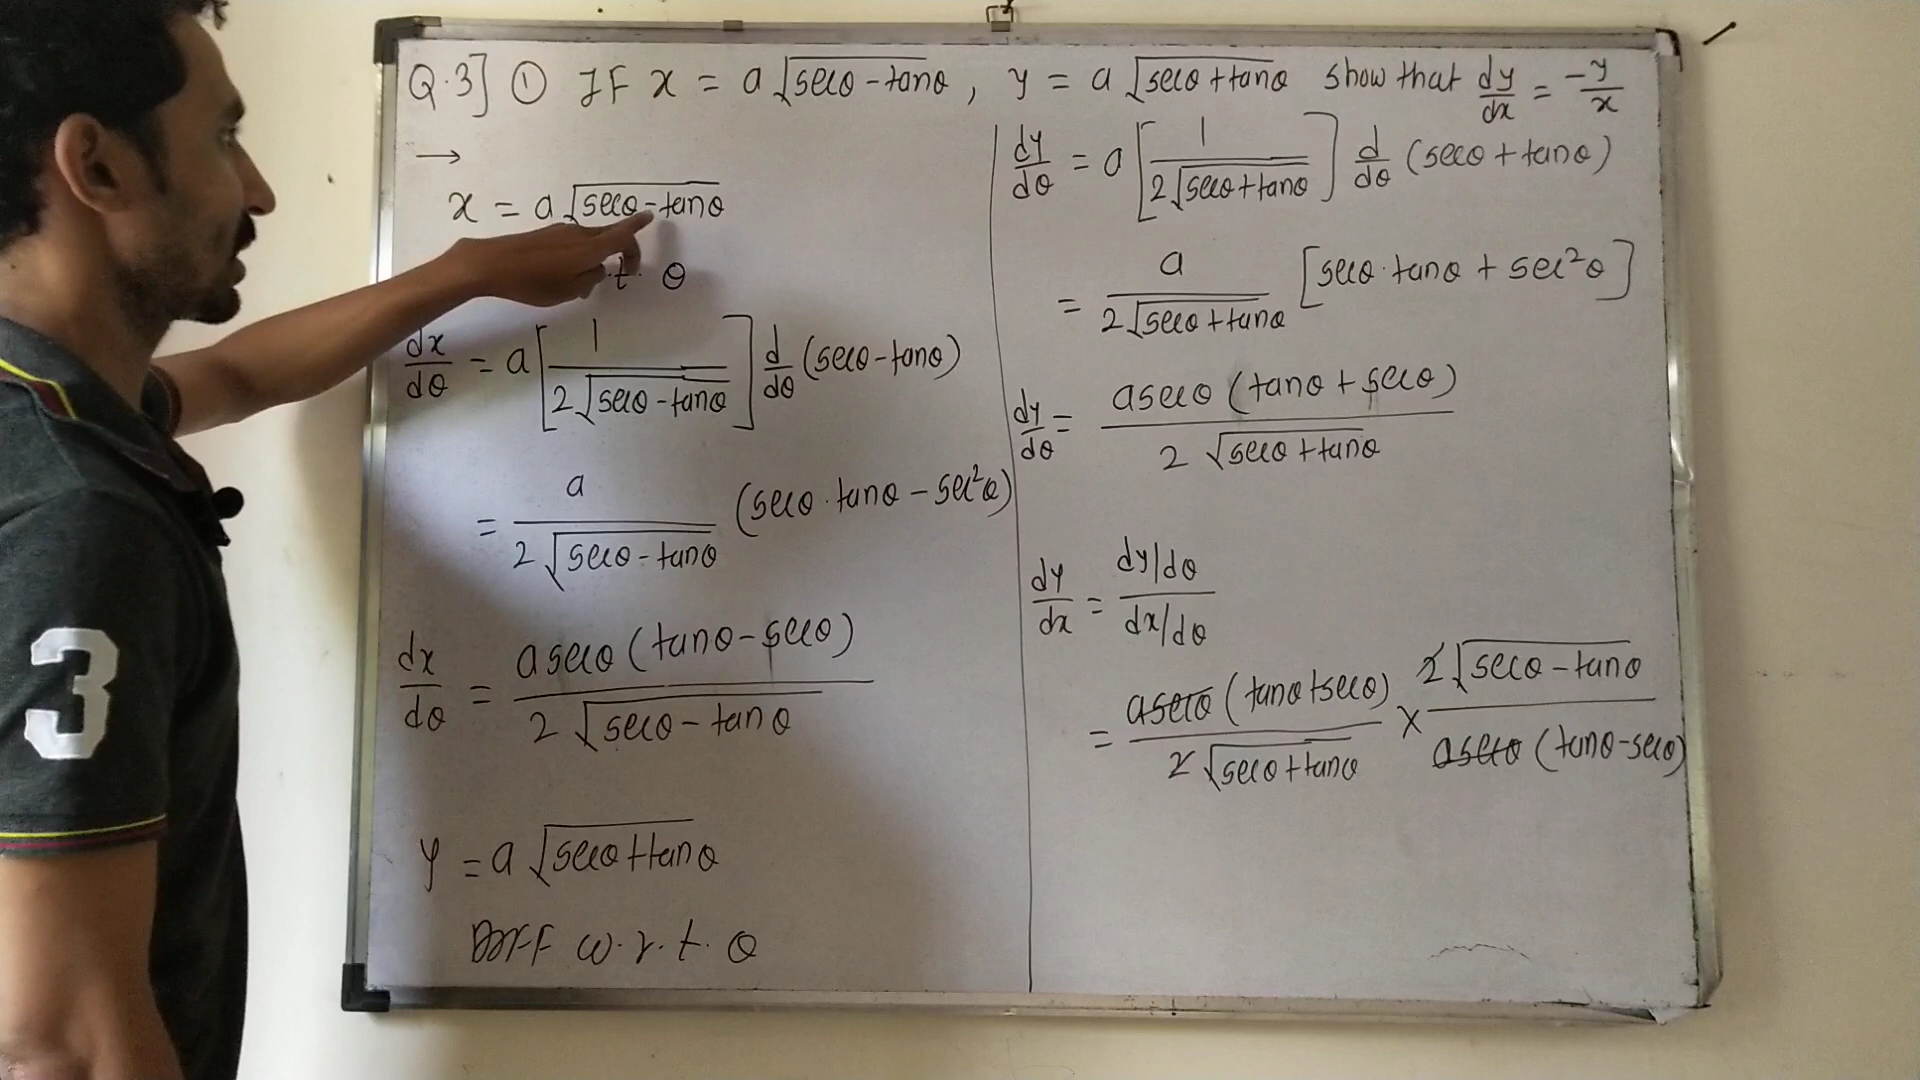 Q.3] ① IF x = a √(secθ - tanθ), y = a √(secθ + tanθ) show that dy/dx = -y/x
→
x = a √(secθ - tanθ)
.t. θ
dx/dθ = a [1/(2√(secθ - tanθ))] d/dθ (secθ - tanθ)
= a/(2√(secθ - tanθ)) (secθ · tanθ - sec²θ)
dx/dθ = a secθ (tanθ - secθ)/(2√(secθ - tanθ))
y = a √(secθ + tanθ)
DIFF w.r.t. θ
dy/dθ = a [1/(2√(secθ + tanθ))] d/dθ (secθ + tanθ)
= a/(2√(secθ + tanθ)) [secθ · tanθ + sec²θ]
dy/dθ = a secθ (tanθ + secθ)/(2√(secθ + tanθ))
dy/dx = (dy/dθ)/(dx/dθ)
= a secθ (tanθ + secθ)/(2√(secθ + tanθ)) × 2√(secθ - tanθ)/(a secθ (tanθ - secθ))
3